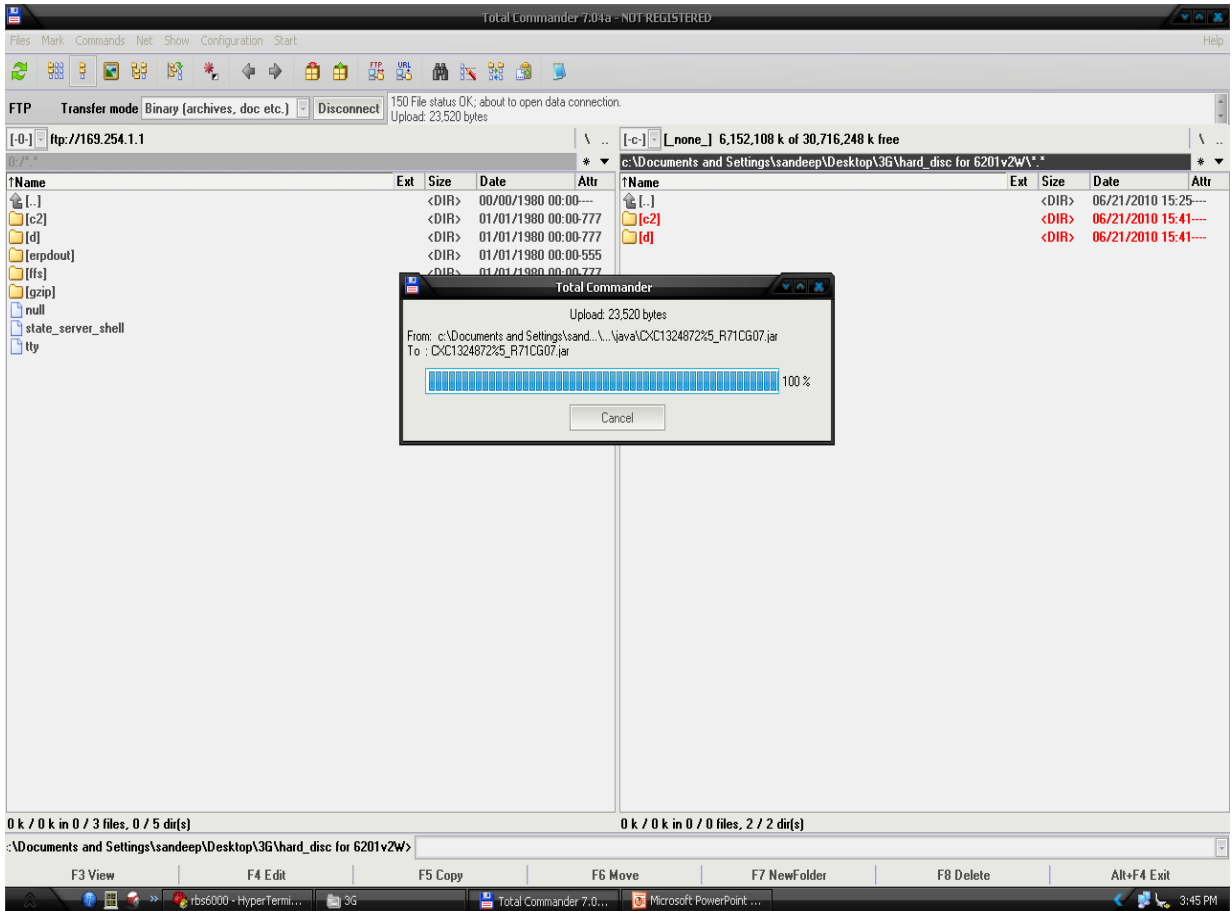 Total Commander 7.04a - NOT REGISTERED
Files Mark Commands Net Show Configuration Start Help
FTP URL
FTP Transfer mode Binary (archives, doc etc.) Disconnect
150 File status OK; about to open data connection.
Upload: 23,520 bytes
[-0-] ftp://169.254.1.1 \ ..
[-c-] [_none_] 6,152,108 k of 30,716,248 k free \ ..
0:/*.* * ▼
c:\Documents and Settings\sandeep\Desktop\3G\hard_disc for 6201v2W\*.* * ▼
↑Name Ext Size Date Attr
[..] <DIR> 00/00/1980 00:00----
[c2] <DIR> 01/01/1980 00:00-777
[d] <DIR> 01/01/1980 00:00-777
[erpdout] <DIR> 01/01/1980 00:00-555
[ffs] <DIR> 01/01/1980 00:00-777
[gzip]
null
state_server_shell
tty
↑Name Ext Size Date Attr
[..] <DIR> 06/21/2010 15:25----
[c2] <DIR> 06/21/2010 15:41----
[d] <DIR> 06/21/2010 15:41----
Total Commander
Upload: 23,520 bytes
From: c:\Documents and Settings\sand...\...\java\CXC1324872%5_R71CG07.jar
To : CXC1324872%5_R71CG07.jar
100 %
Cancel
0 k / 0 k in 0 / 3 files, 0 / 5 dir(s)
0 k / 0 k in 0 / 0 files, 2 / 2 dir(s)
:\Documents and Settings\sandeep\Desktop\3G\hard_disc for 6201v2W>
F3 View F4 Edit F5 Copy F6 Move F7 NewFolder F8 Delete Alt+F4 Exit
rbs6000 - HyperTermi... 3G Total Commander 7.0... Microsoft PowerPoint ... 3:45 PM